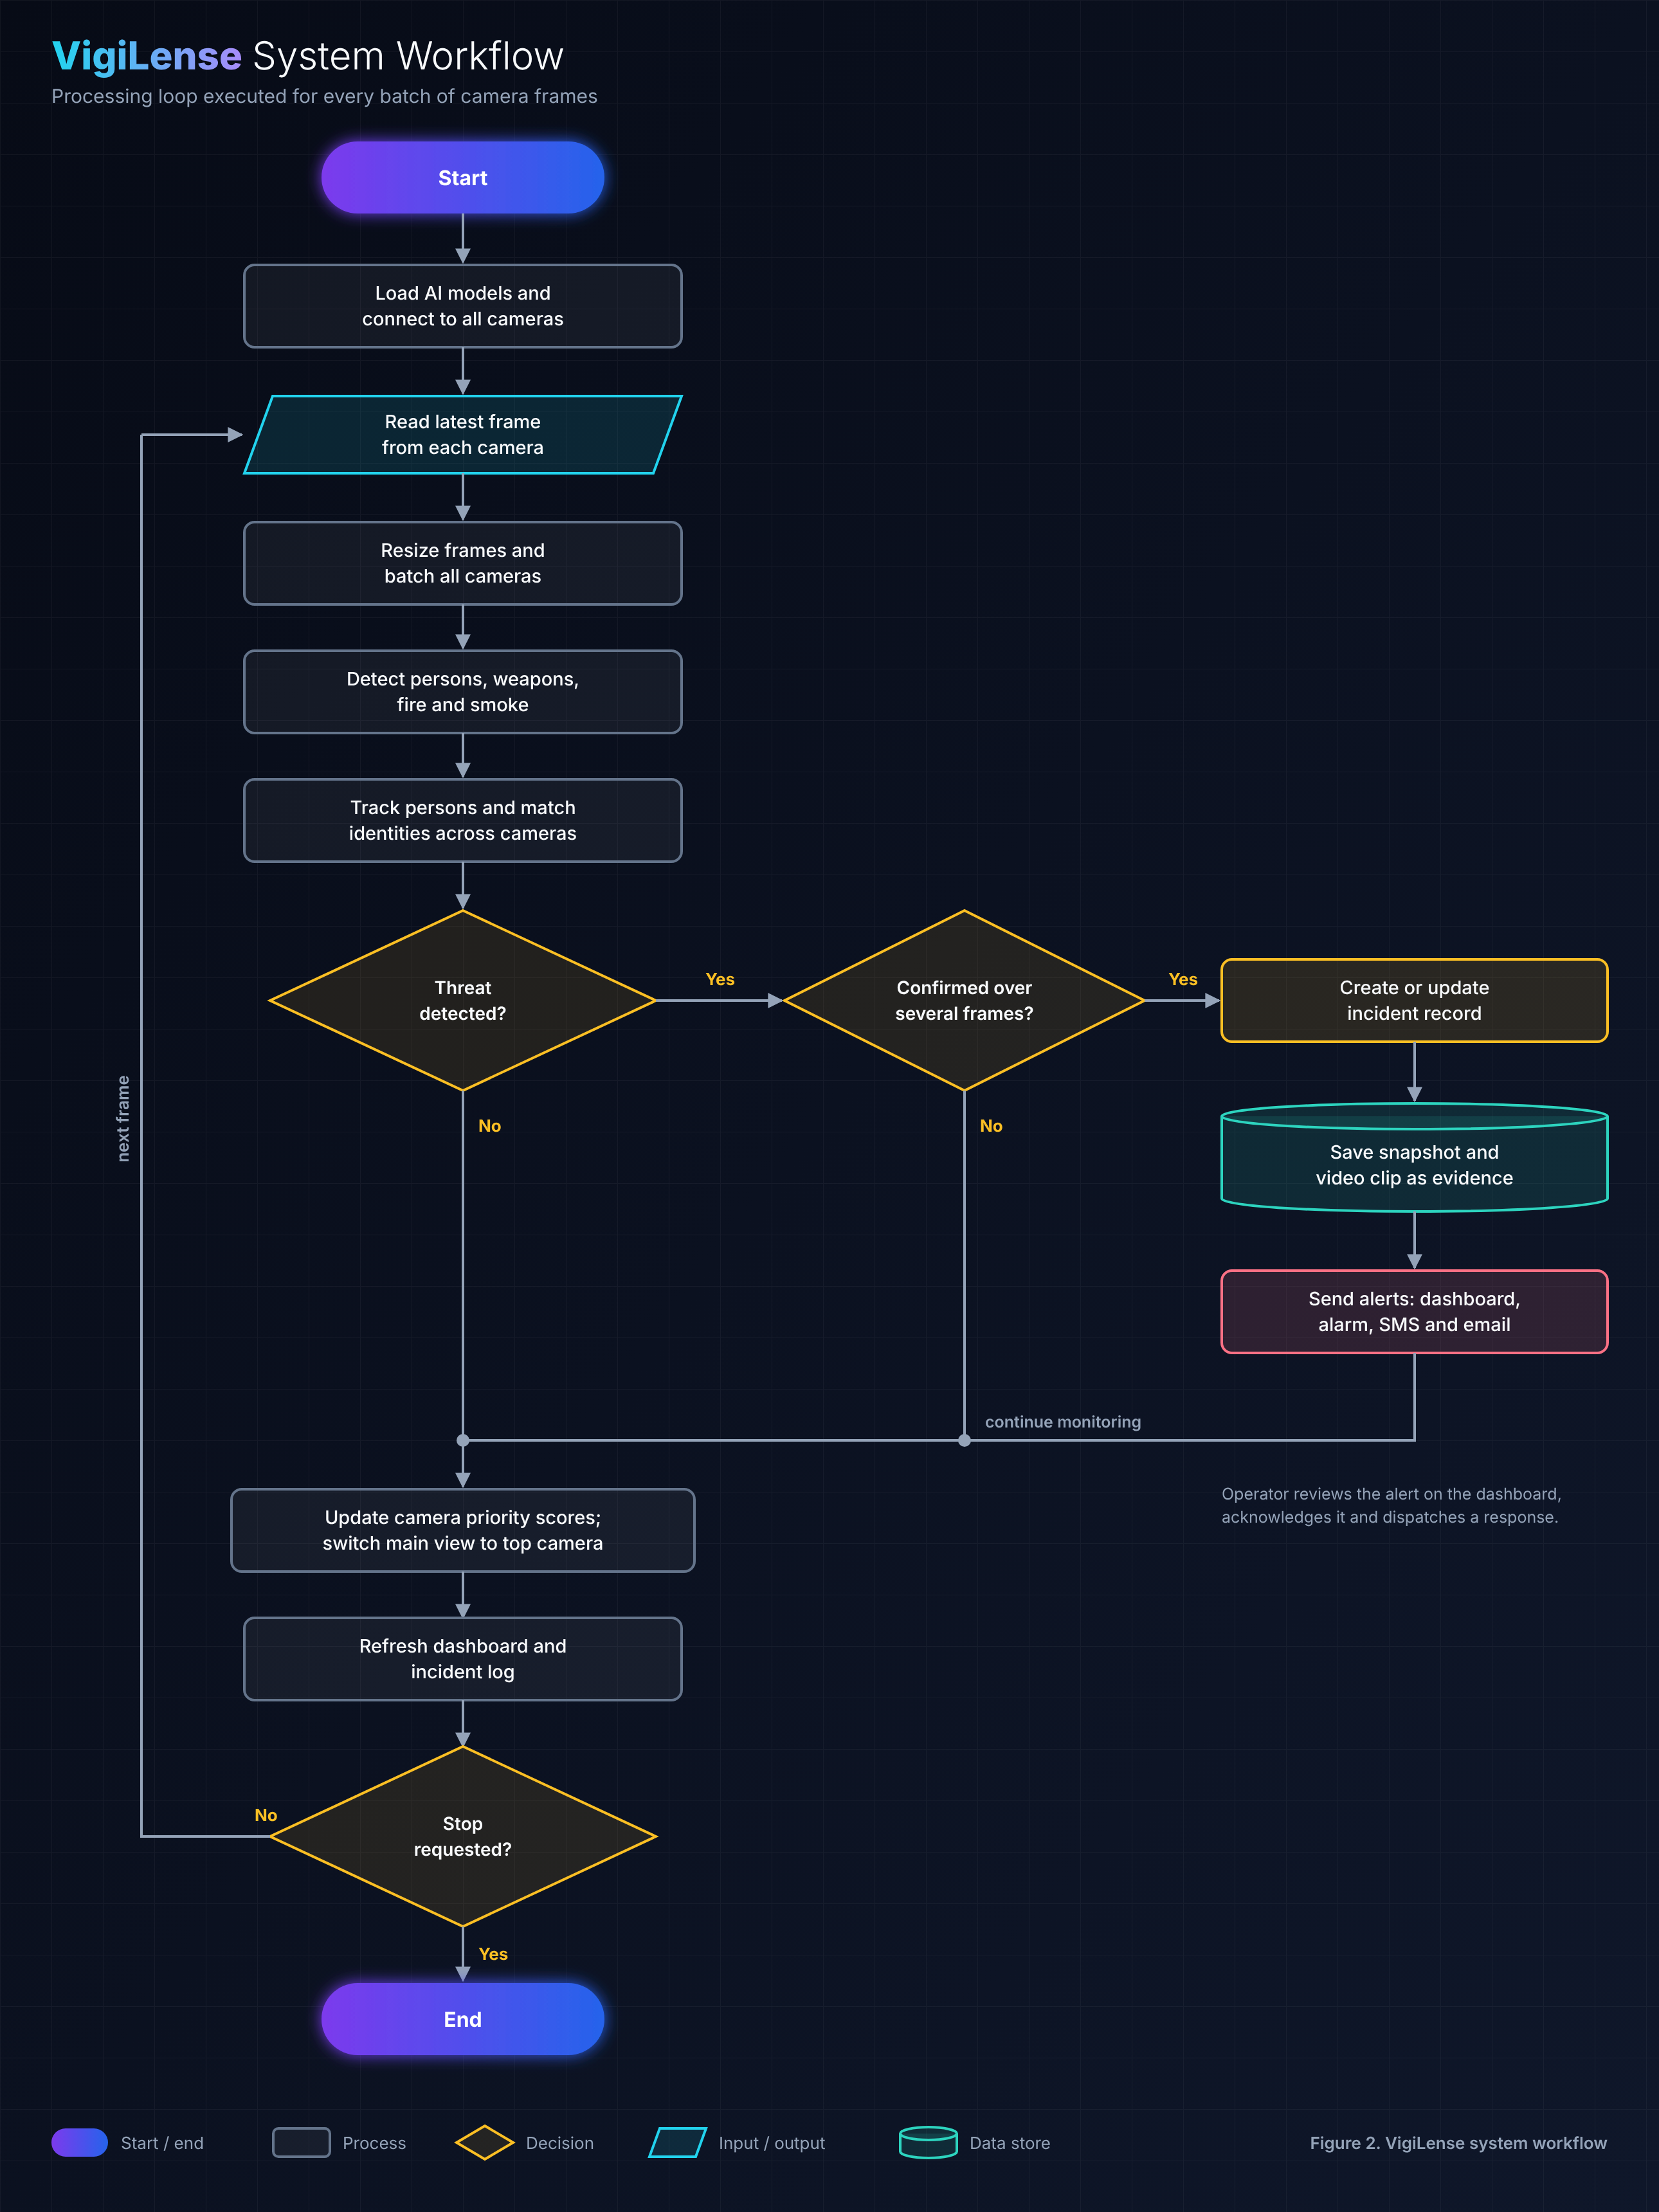 VigiLense System Workflow
Processing loop executed for every batch of camera frames
Start
Load AI models and
connect to all cameras
Read latest frame
from each camera
Resize frames and
batch all cameras
Detect persons, weapons,
fire and smoke
Track persons and match
identities across cameras
Threat
detected?
Yes
Confirmed over
several frames?
Yes
Create or update
incident record
No
No
next frame
Save snapshot and
video clip as evidence
Send alerts: dashboard,
alarm, SMS and email
continue monitoring
Operator reviews the alert on the dashboard,
acknowledges it and dispatches a response.
Update camera priority scores;
switch main view to top camera
Refresh dashboard and
incident log
No
Stop
requested?
Yes
End
Start / end
Process
Decision
Input / output
Data store
Figure 2. VigiLense system workflow